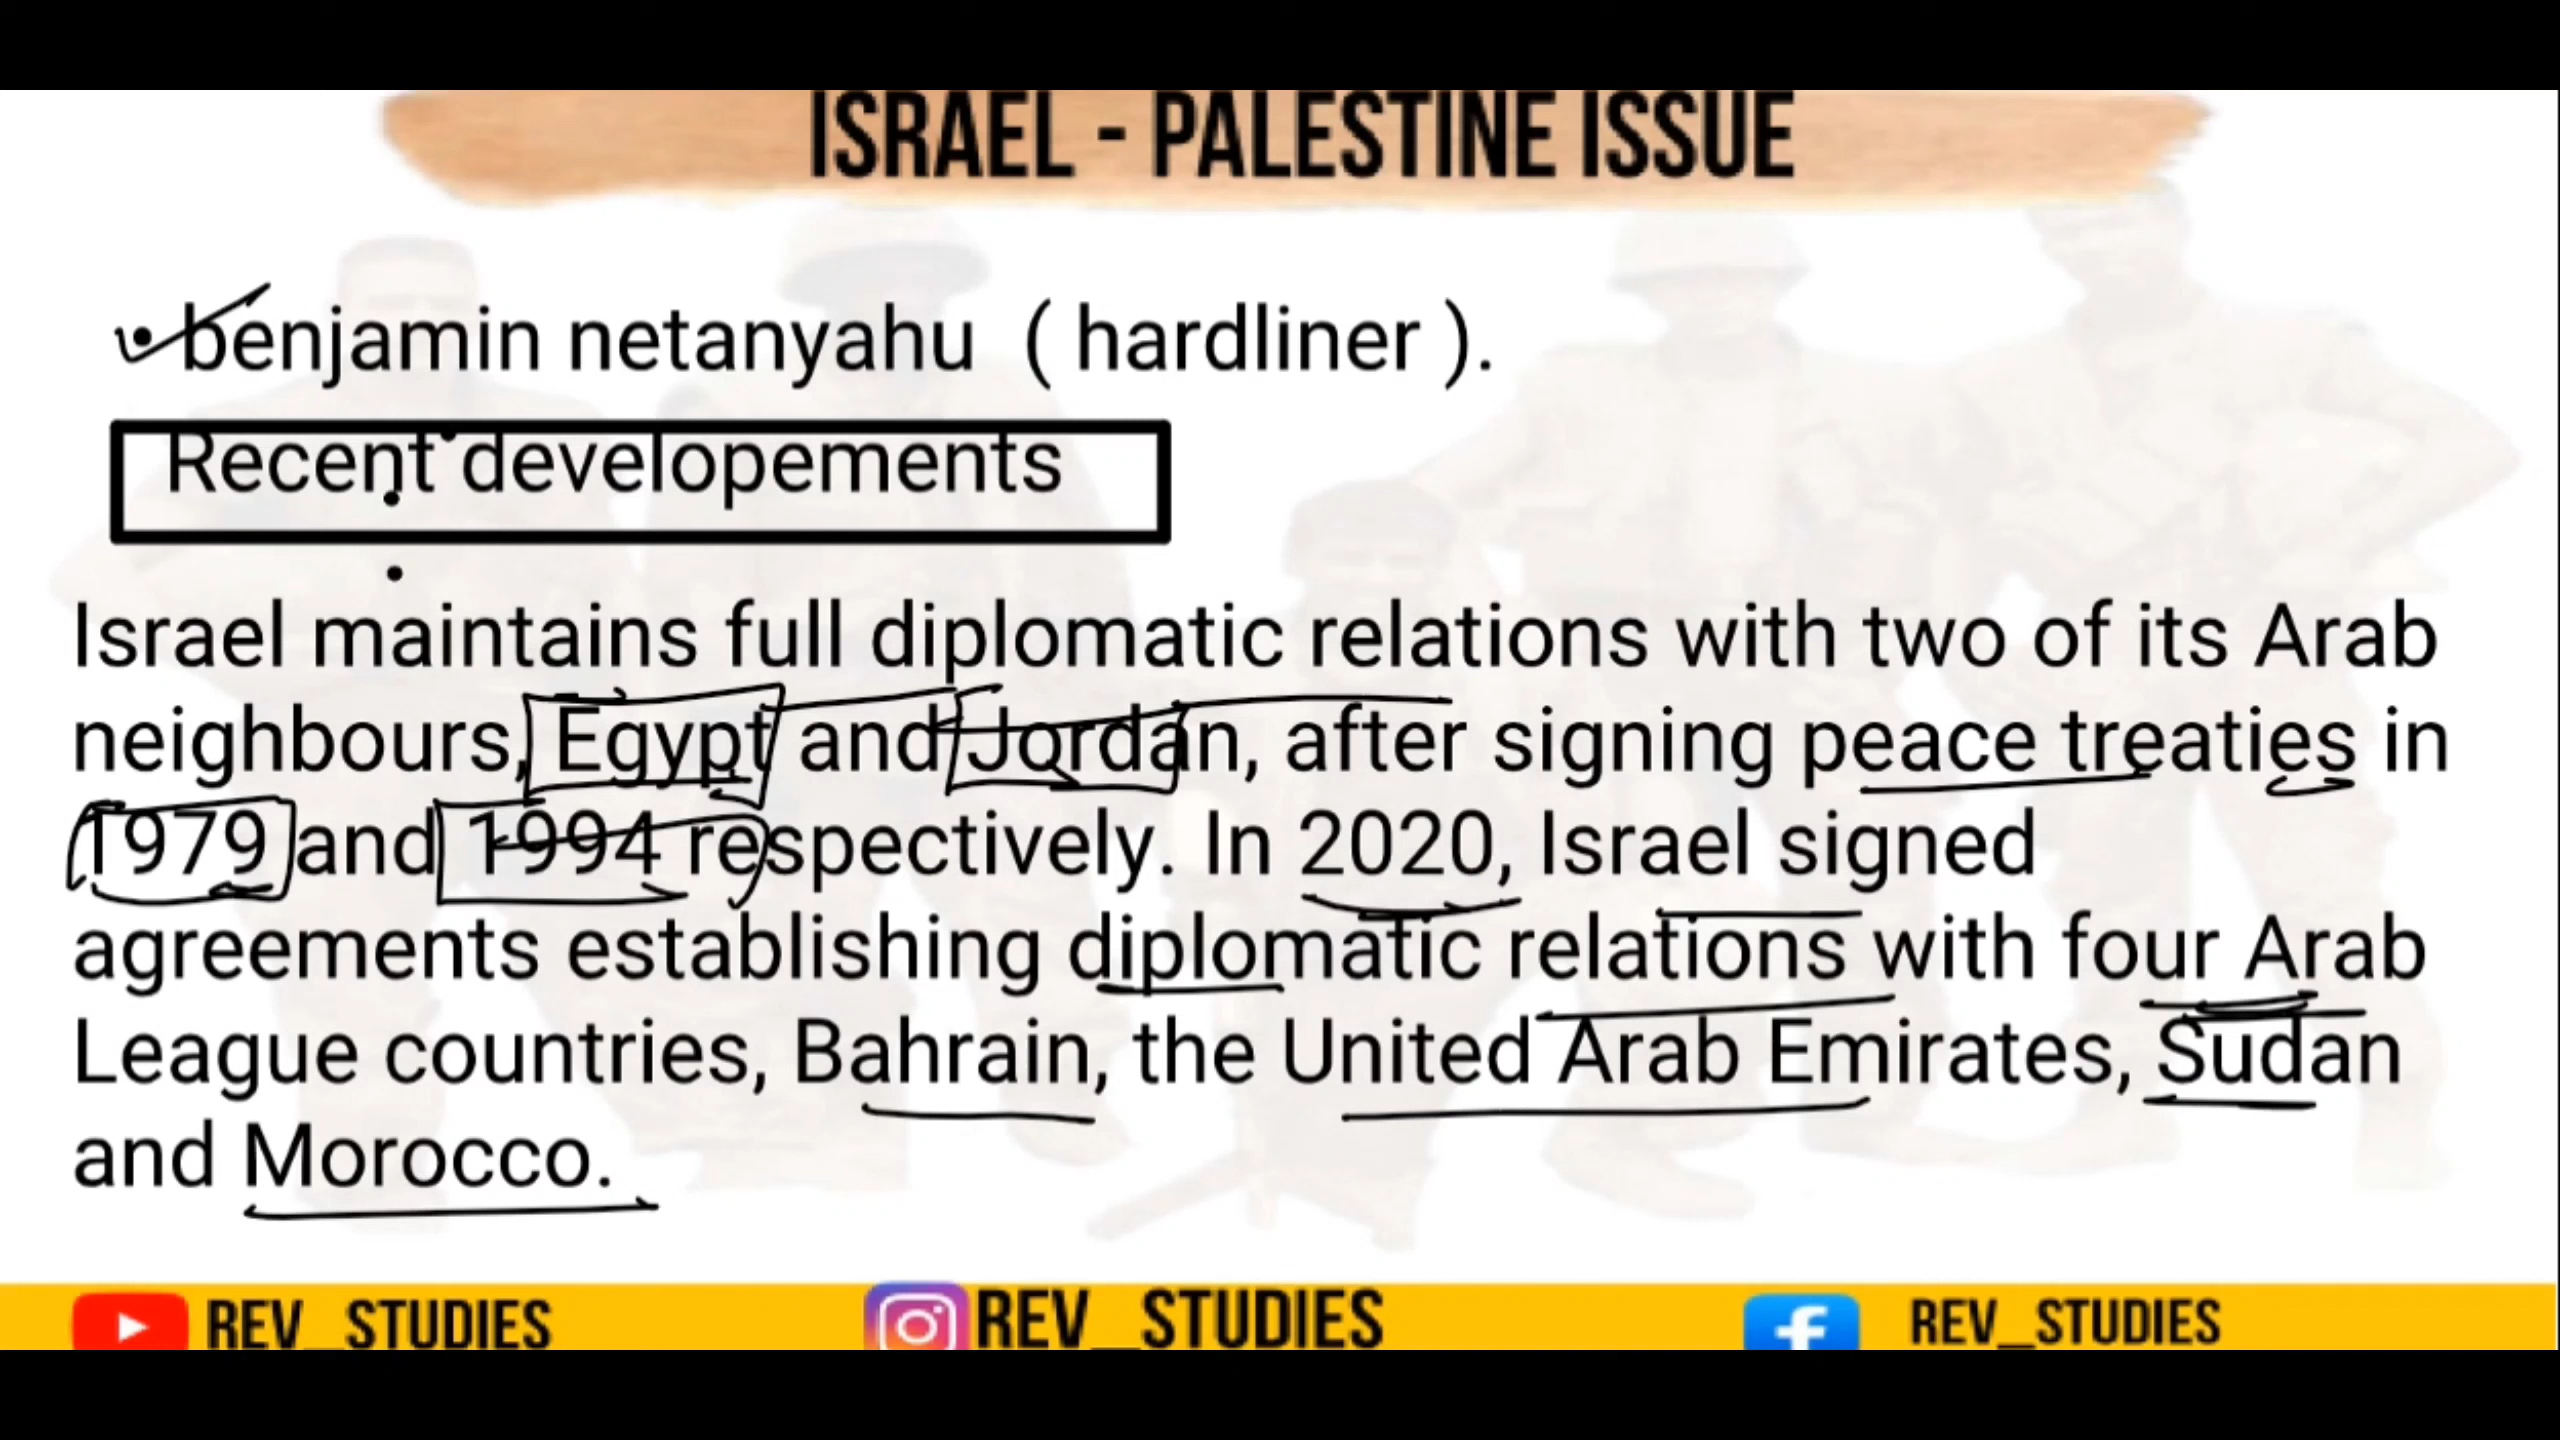 ISRAEL - PALESTINE ISSUE
• benjamin netanyahu ( hardliner ).
Recent developements
Israel maintains full diplomatic relations with two of its Arab
neighbours, Egypt and Jordan, after signing peace treaties in
1979 and 1994 respectively. In 2020, Israel signed
agreements establishing diplomatic relations with four Arab
League countries, Bahrain, the United Arab Emirates, Sudan
and Morocco.
REV_STUDIES REV_STUDIES REV_STUDIES